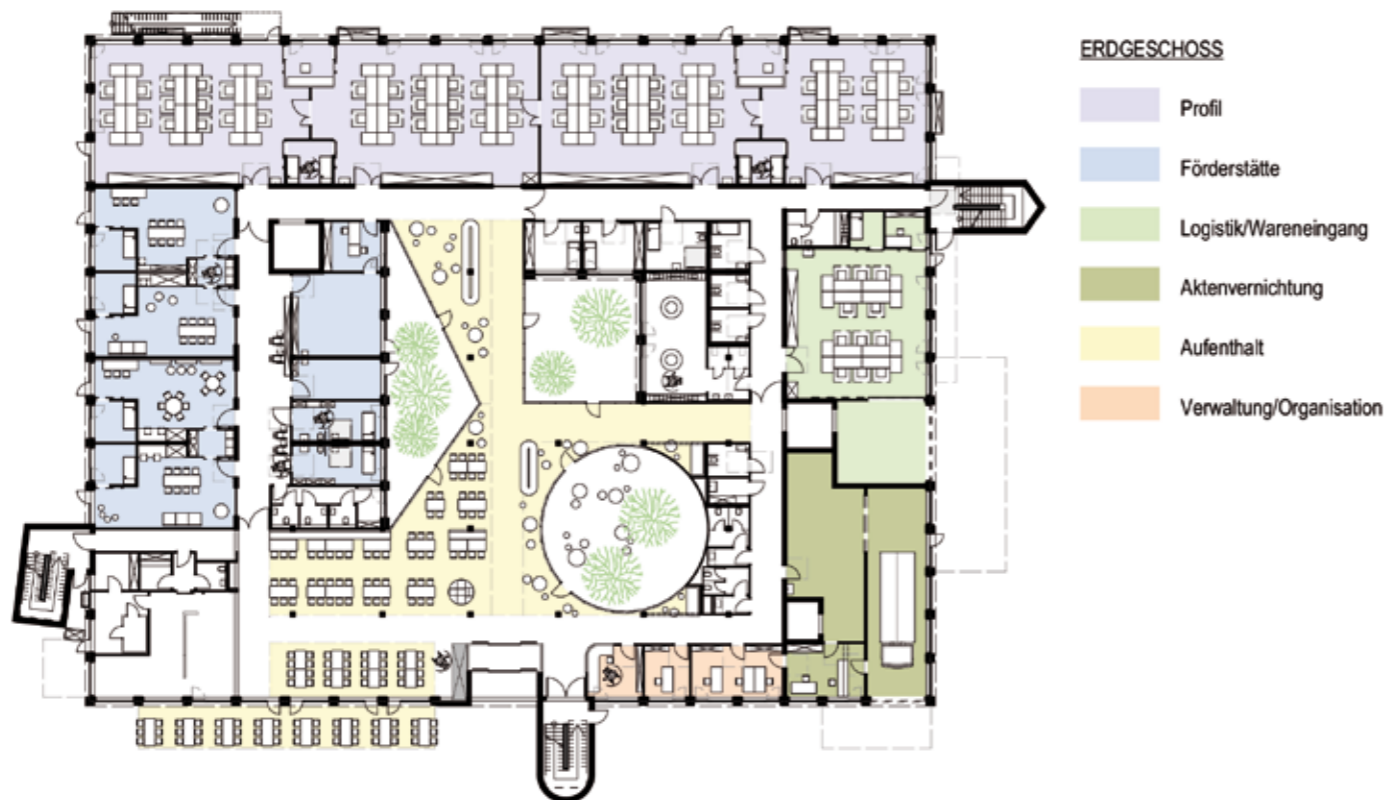 ERDGESCHOSS
Profil
Förderstätte
Logistik/Wareneingang
Aktenvernichtung
Aufenthalt
Verwaltung/Organisation